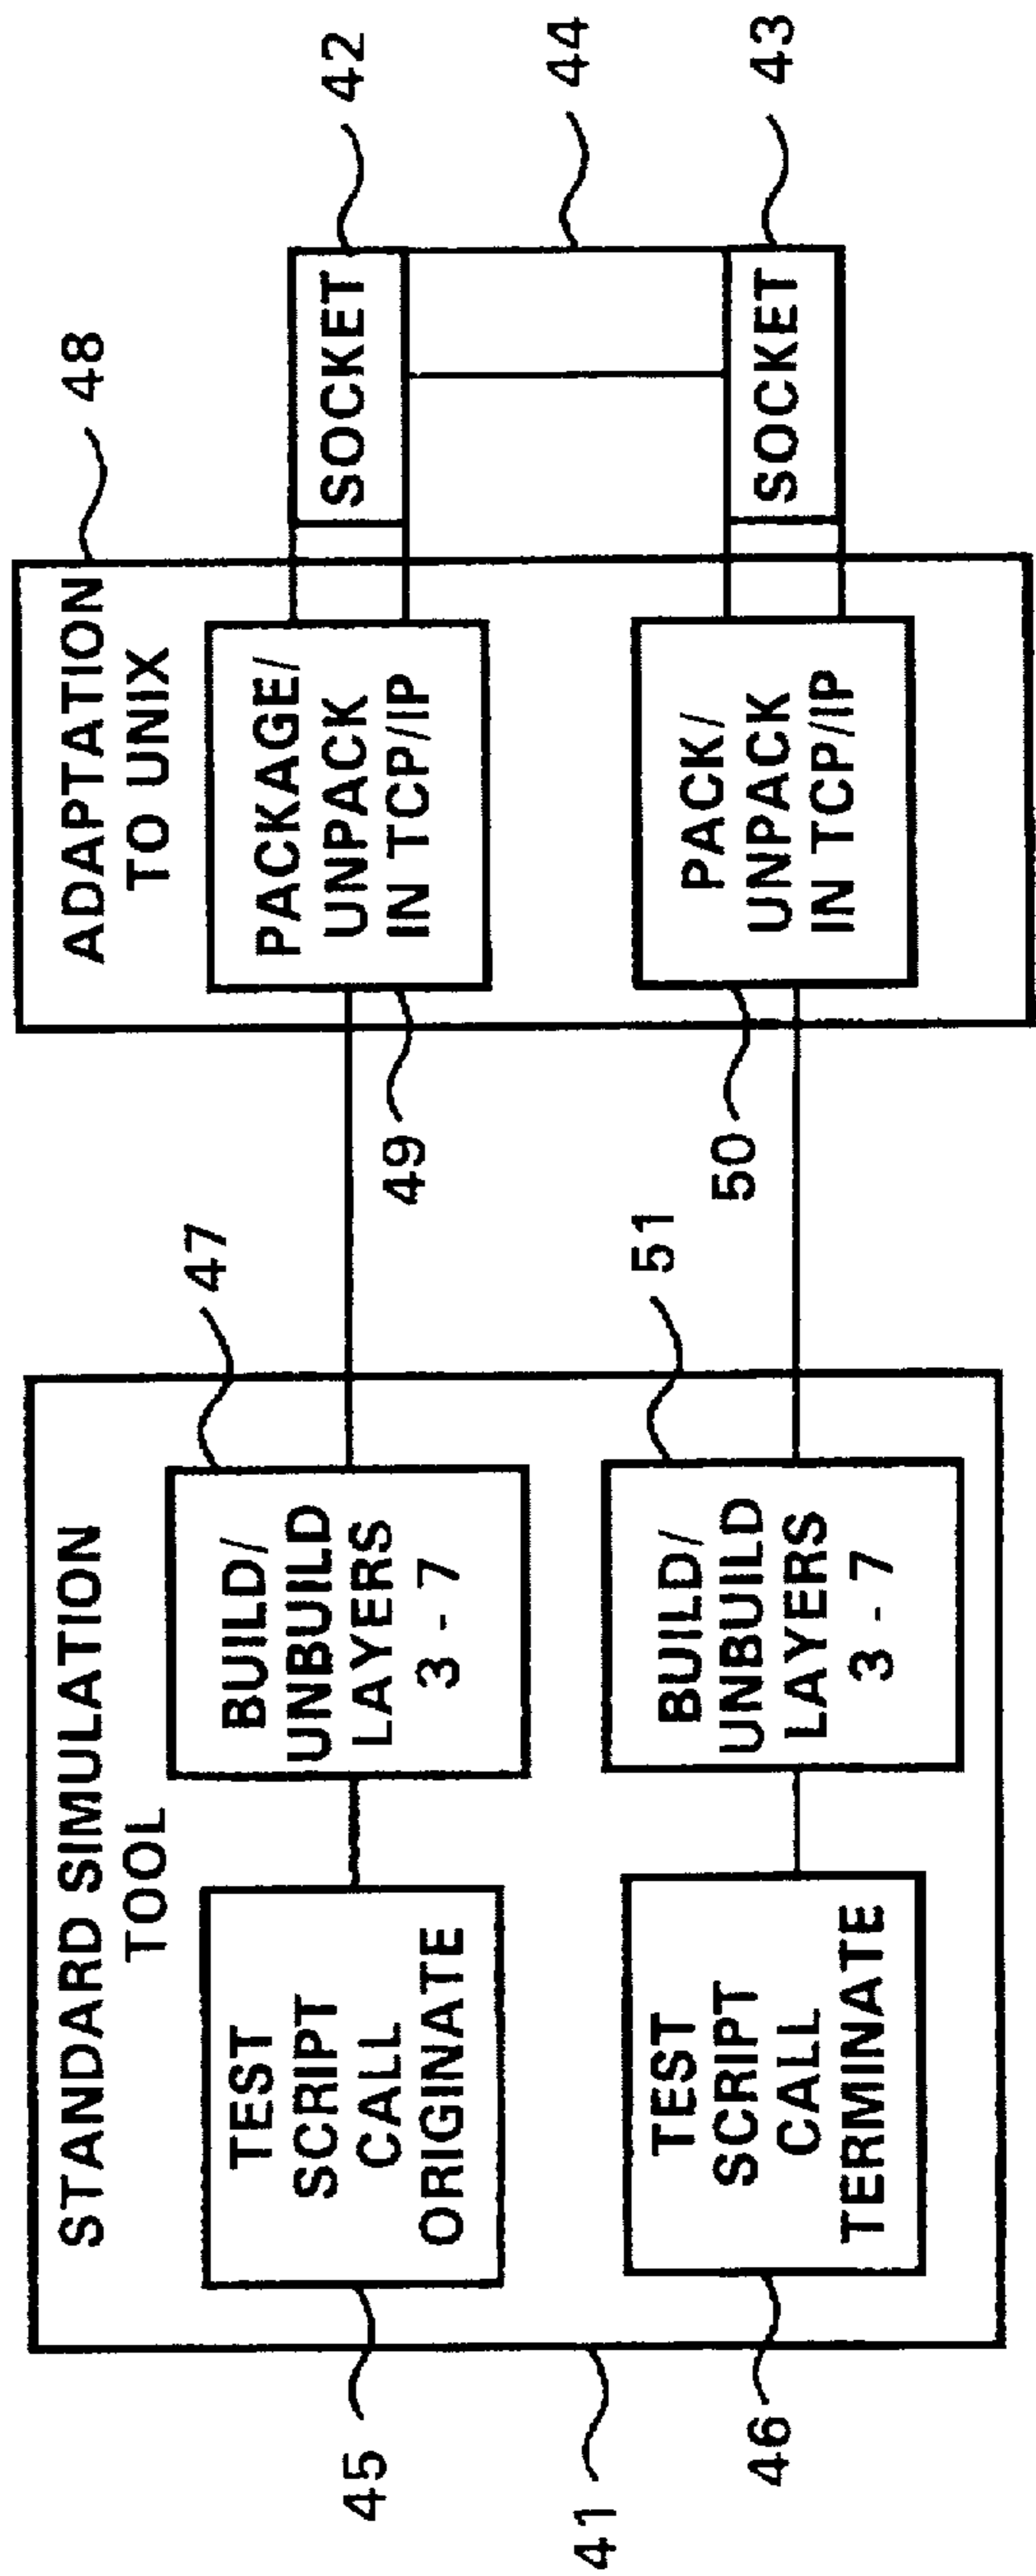 STANDARD SIMULATION
TOOL
TEST
SCRIPT
CALL
ORIGINATE
BUILD/
UNBUILD
LAYERS
3 - 7
TEST
SCRIPT
CALL
TERMINATE
BUILD/
UNBUILD
LAYERS
3 - 7
45
41
46
47
51
ADAPTATION
TO UNIX
PACKAGE/
UNPACK
IN TCP/IP
PACK/
UNPACK
IN TCP/IP
49
50
48
SOCKET
SOCKET
42
44
43